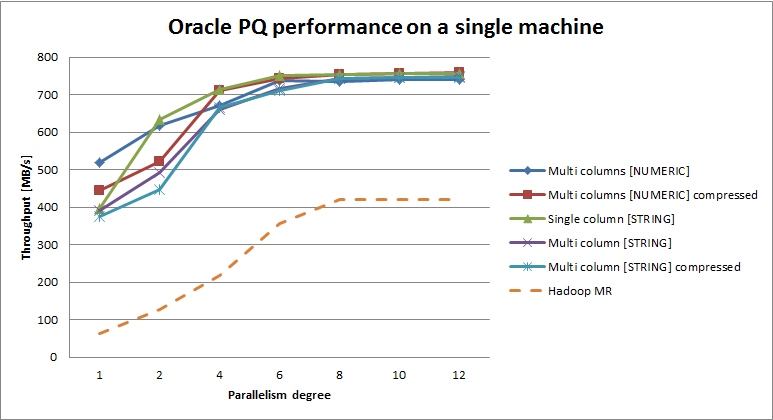 Oracle PQ performance on a single machine
800
700
600
500
400
300
200
100
0
Throughput [MB/s]
1 2 4 6 8 10 12
Parallelism degree
Multi columns [NUMERIC]
Multi columns [NUMERIC] compressed
Single column [STRING]
Multi column [STRING]
Multi column [STRING] compressed
Hadoop MR